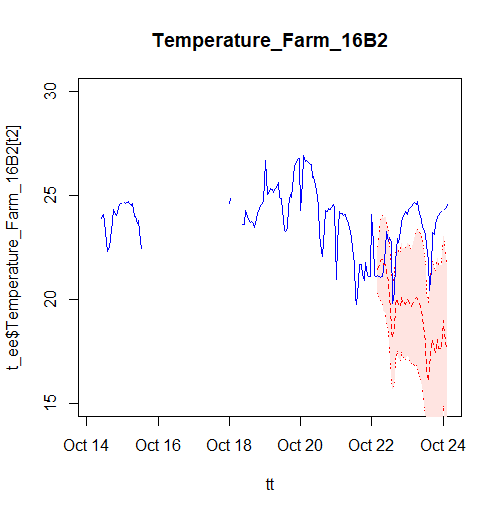 Temperature_Farm_16B2
t_ee$Temperature_Farm_16B2[t2]
30
25
20
15
Oct 14 Oct 16 Oct 18 Oct 20 Oct 22 Oct 24
tt